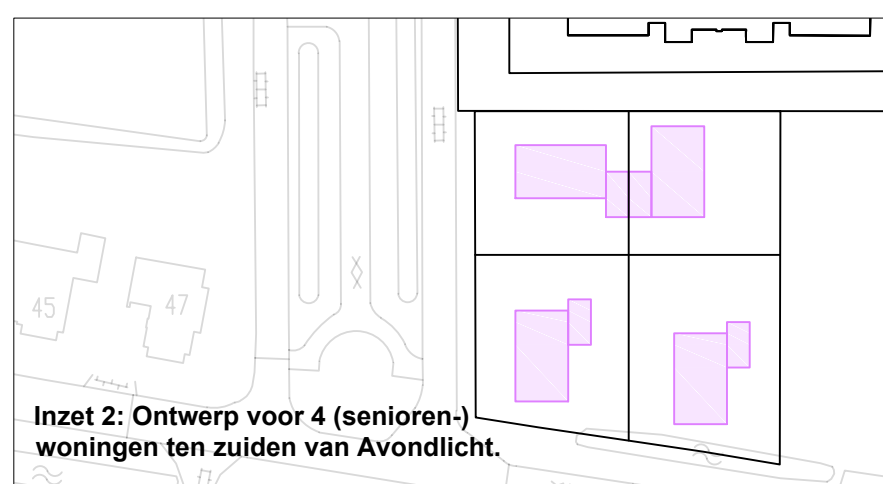 45
47
Inzet 2: Ontwerp voor 4 (senioren-)
woningen ten zuiden van Avondlicht.